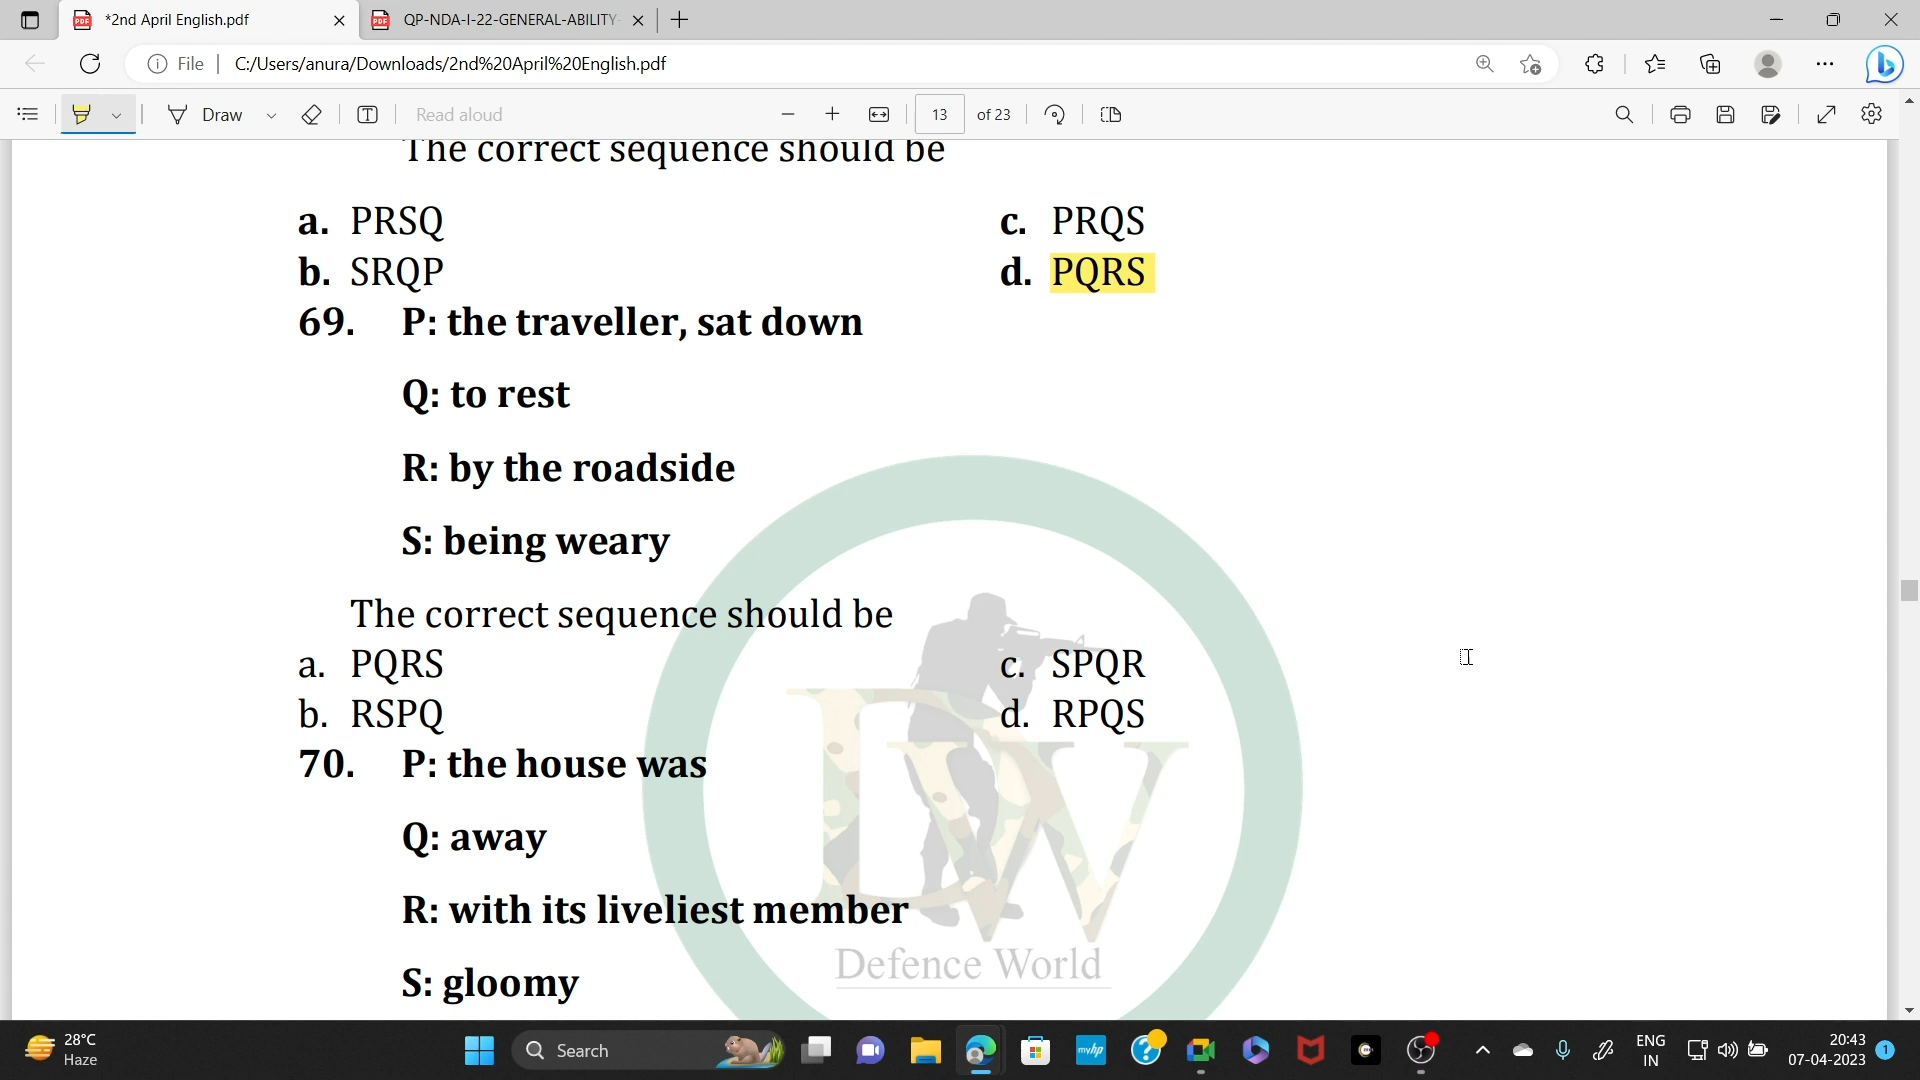 *2nd April English.pdf
QP-NDA-I-22-GENERAL-ABILITY-
File
C:/Users/anura/Downloads/2nd%20April%20English.pdf
Draw
Read aloud
13 of 23
The correct sequence should be
a. PRSQ
c. PRQS
b. SRQP
d. PQRS
69. P: the traveller, sat down
Q: to rest
R: by the roadside
S: being weary
The correct sequence should be
a. PQRS
c. SPQR
b. RSPQ
d. RPQS
70. P: the house was
Q: away
R: with its liveliest member
S: gloomy
DW
Defence World
28°C
Haze
Search
myhp
ENG
IN
20:43
07-04-2023
1